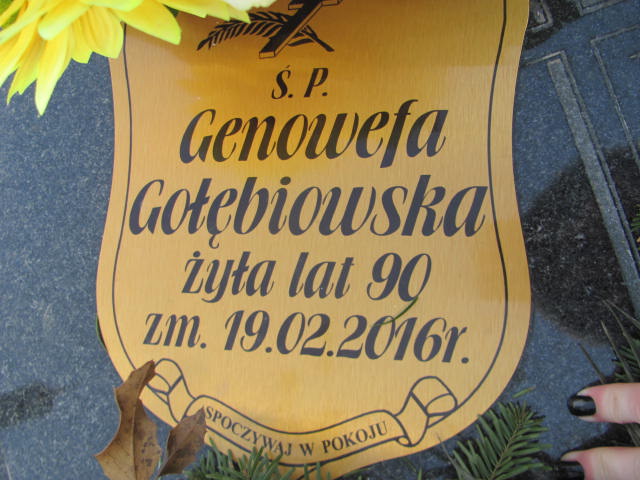 Ś. P.
Genowefa
Gołębiowska
żyła lat 90
zm. 19.02.2016r.
SPOCZYWAJ W POKOJU